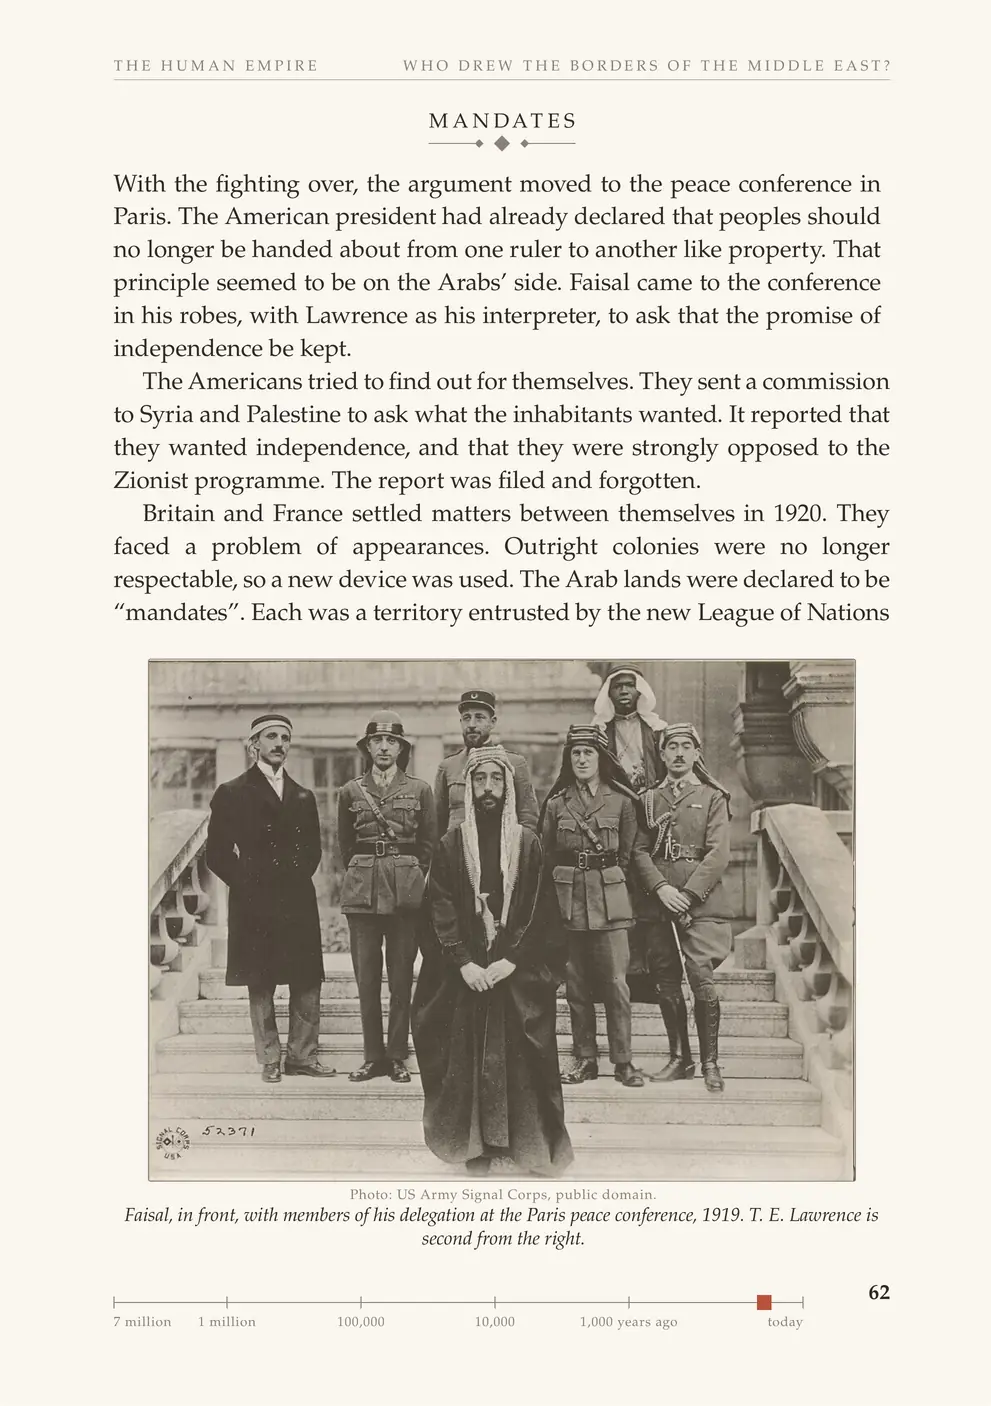 THE HUMAN EMPIRE
WHO DREW THE BORDERS OF THE MIDDLE EAST?
MANDATES
With the fighting over, the argument moved to the peace conference in
Paris. The American president had already declared that peoples should
no longer be handed about from one ruler to another like property. That
principle seemed to be on the Arabs’ side. Faisal came to the conference
in his robes, with Lawrence as his interpreter, to ask that the promise of
independence be kept.
The Americans tried to find out for themselves. They sent a commission
to Syria and Palestine to ask what the inhabitants wanted. It reported that
they wanted independence, and that they were strongly opposed to the
Zionist programme. The report was filed and forgotten.
Britain and France settled matters between themselves in 1920. They
faced a problem of appearances. Outright colonies were no longer
respectable, so a new device was used. The Arab lands were declared to be
“mandates”. Each was a territory entrusted by the new League of Nations
SIGNAL CORPS
USA
52371
Photo: US Army Signal Corps, public domain.
Faisal, in front, with members of his delegation at the Paris peace conference, 1919. T. E. Lawrence is
second from the right.
62
7 million
1 million
100,000
10,000
1,000 years ago
today